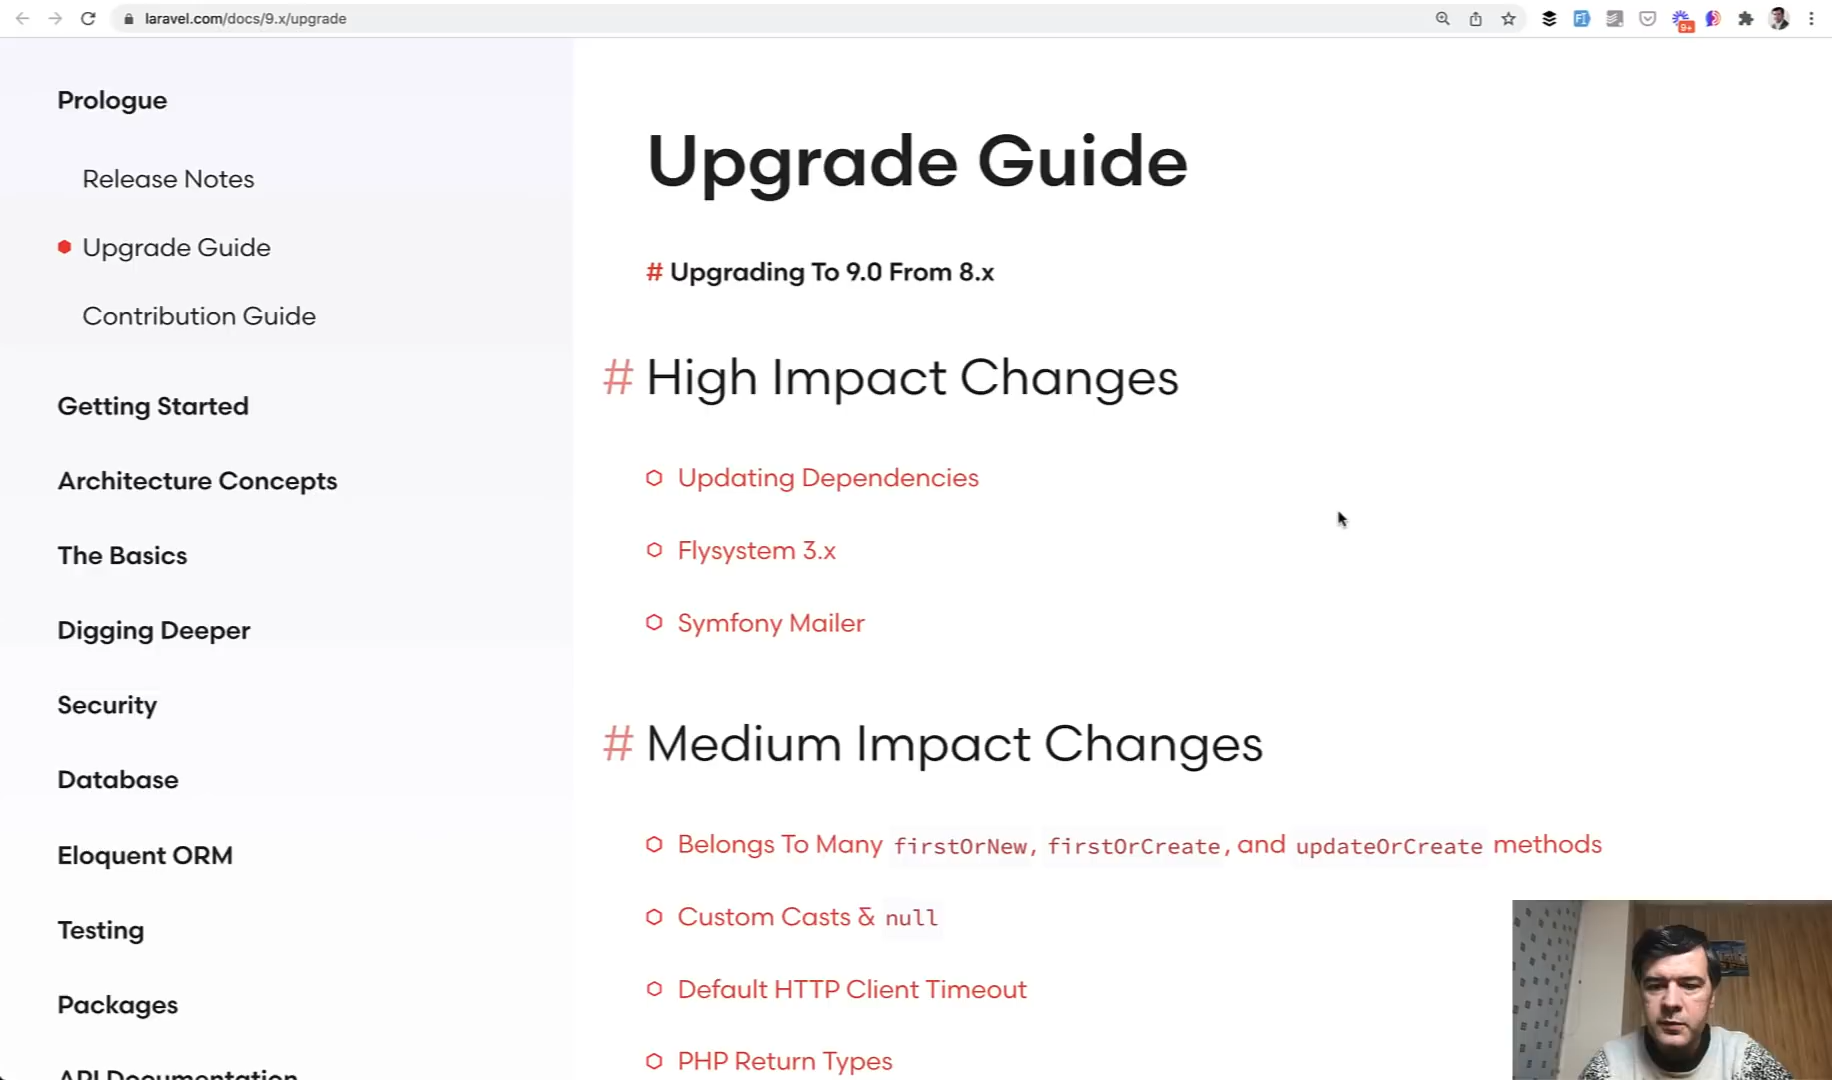 laravel.com/docs/9.x/upgrade
9+
Prologue
Release Notes
Upgrade Guide
Contribution Guide
Getting Started
Architecture Concepts
The Basics
Digging Deeper
Security
Database
Eloquent ORM
Testing
Packages
API Documentation
Upgrade Guide
# Upgrading To 9.0 From 8.x
# High Impact Changes
Updating Dependencies
Flysystem 3.x
Symfony Mailer
# Medium Impact Changes
Belongs To Many firstOrNew, firstOrCreate, and updateOrCreate methods
Custom Casts & null
Default HTTP Client Timeout
PHP Return Types